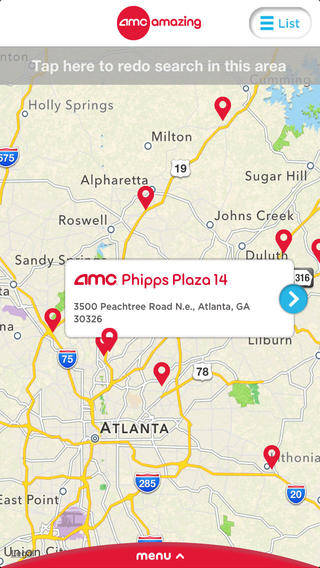 amc amazing
List
Tap here to redo search in this area
Canton
Cumming
Holly Springs
Milton
575
19
Alpharetta
Sugar Hill
Roswell
Johns Creek
Sandy Springs
Duluth
amc Phipps Plaza 14
316
3500 Peachtree Road N.e., Atlanta, GA
30326
75
Lilburn
78
ATLANTA
Lithonia
285
20
East Point
Legal
Union City
menu